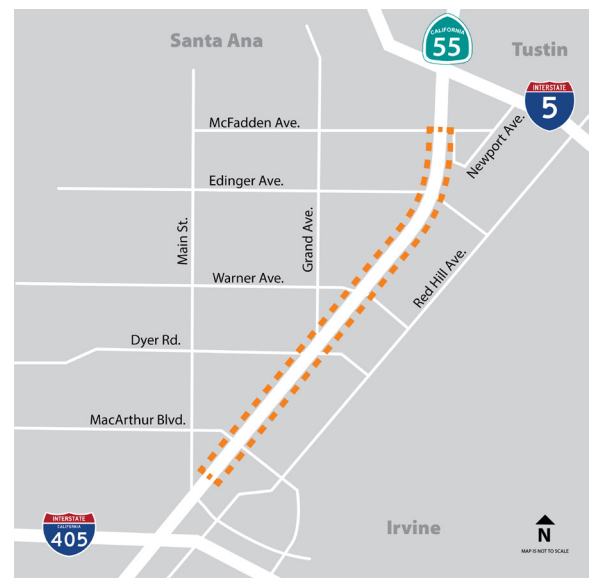 Santa Ana
CALIFORNIA
55
Tustin
INTERSTATE
5
McFadden Ave.
Newport Ave.
Edinger Ave.
Main St.
Grand Ave.
Warner Ave.
Red Hill Ave.
Dyer Rd.
MacArthur Blvd.
INTERSTATE
CALIFORNIA
405
Irvine
N
MAP IS NOT TO SCALE